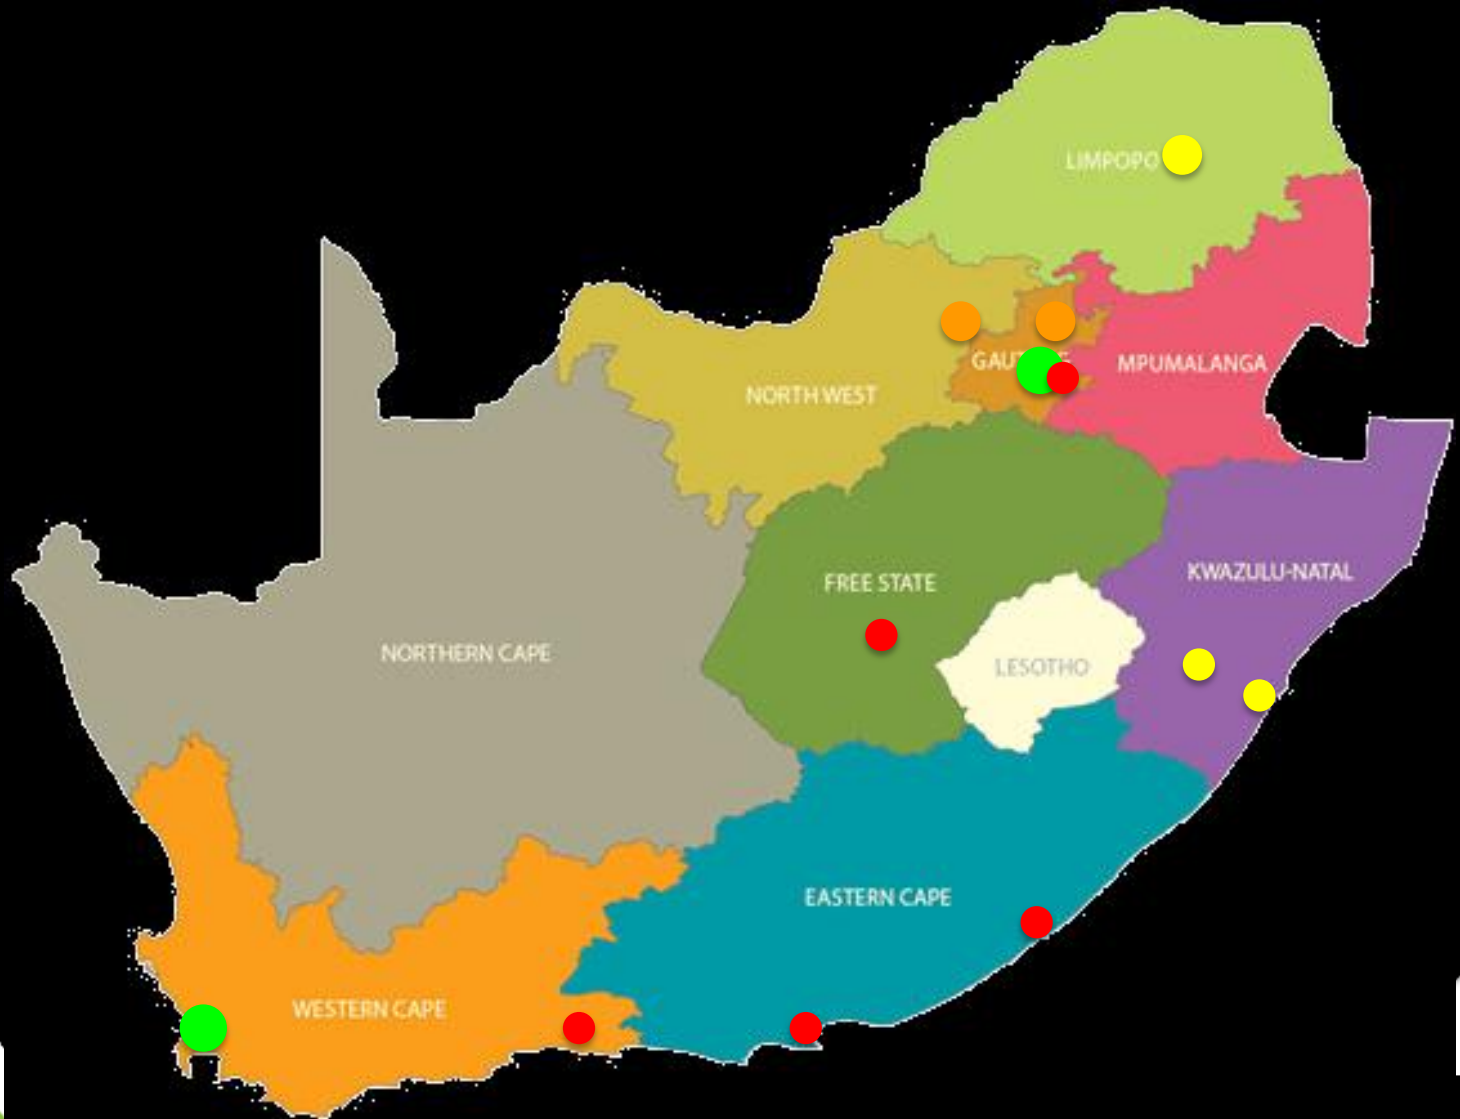 LIMPOPO
MPUMALANGA
NORTH WEST
KWAZULU-NATAL
FREE STATE
NORTHERN CAPE
LESOTHO
EASTERN CAPE
WESTERN CAPE